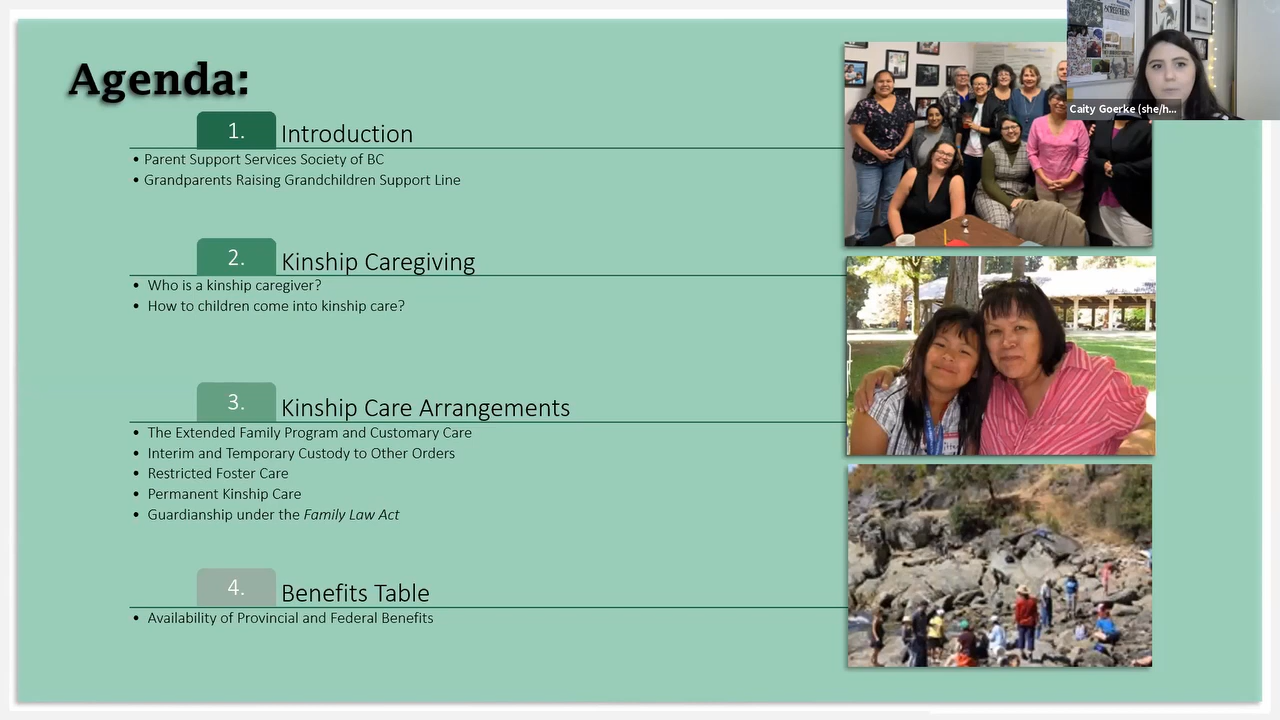 Agenda:
1. Introduction
• Parent Support Services Society of BC
• Grandparents Raising Grandchildren Support Line
2. Kinship Caregiving
• Who is a kinship caregiver?
• How to children come into kinship care?
3. Kinship Care Arrangements
• The Extended Family Program and Customary Care
• Interim and Temporary Custody to Other Orders
• Restricted Foster Care
• Permanent Kinship Care
• Guardianship under the Family Law Act
4. Benefits Table
• Availability of Provincial and Federal Benefits
Caity Goerke (she/h...